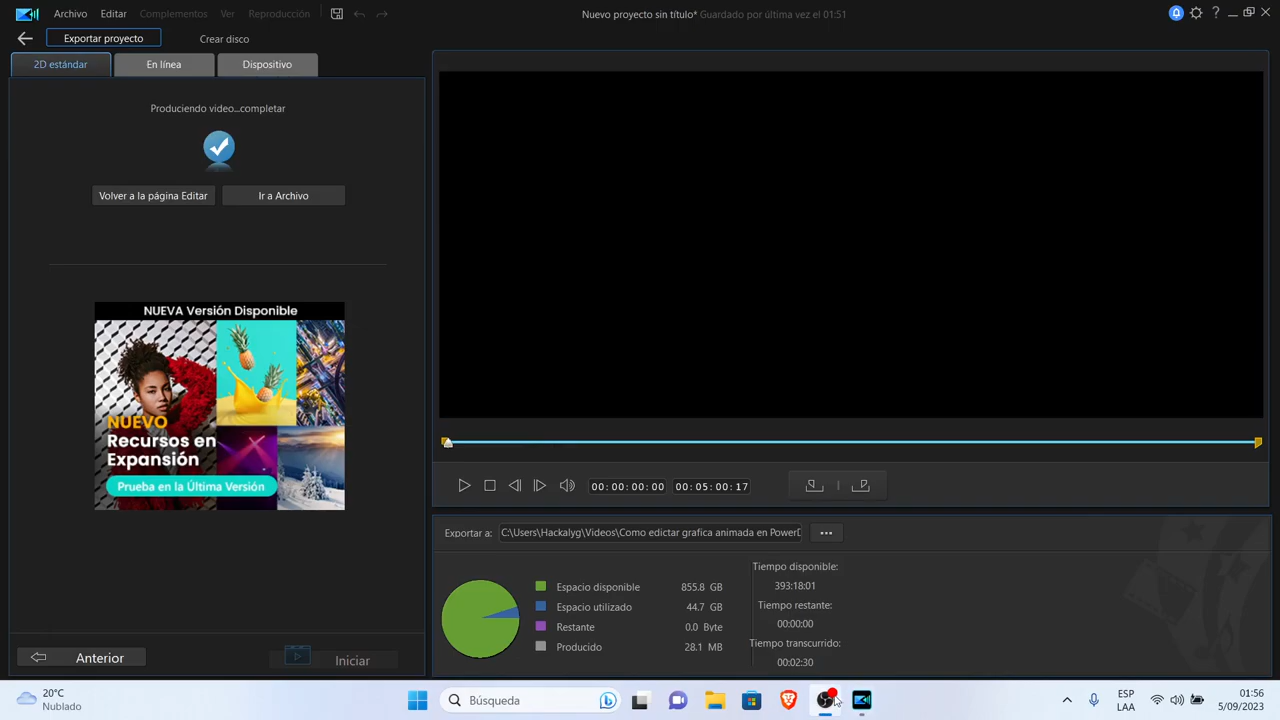 Archivo Editar Complementos Ver Reproducción
Nuevo proyecto sin título* Guardado por última vez el 01:51
Exportar proyecto Crear disco
2D estándar En línea Dispositivo
Produciendo video...completar
Volver a la página Editar Ir a Archivo
NUEVA Versión Disponible
NUEVO
Recursos en
Expansión
Prueba en la Última Versión
Anterior Iniciar
00:00:00:00 00:05:00:17
Exportar a: C:\Users\Hackalyg\Videos\Como edictar grafica animada en PowerD
Espacio disponible 855.8 GB
Espacio utilizado 44.7 GB
Restante 0.0 Byte
Producido 28.1 MB
Tiempo disponible:
393:18:01
Tiempo restante:
00:00:00
Tiempo transcurrido:
00:02:30
20°C
Nublado
Búsqueda
ESP
LAA
01:56
5/09/2023